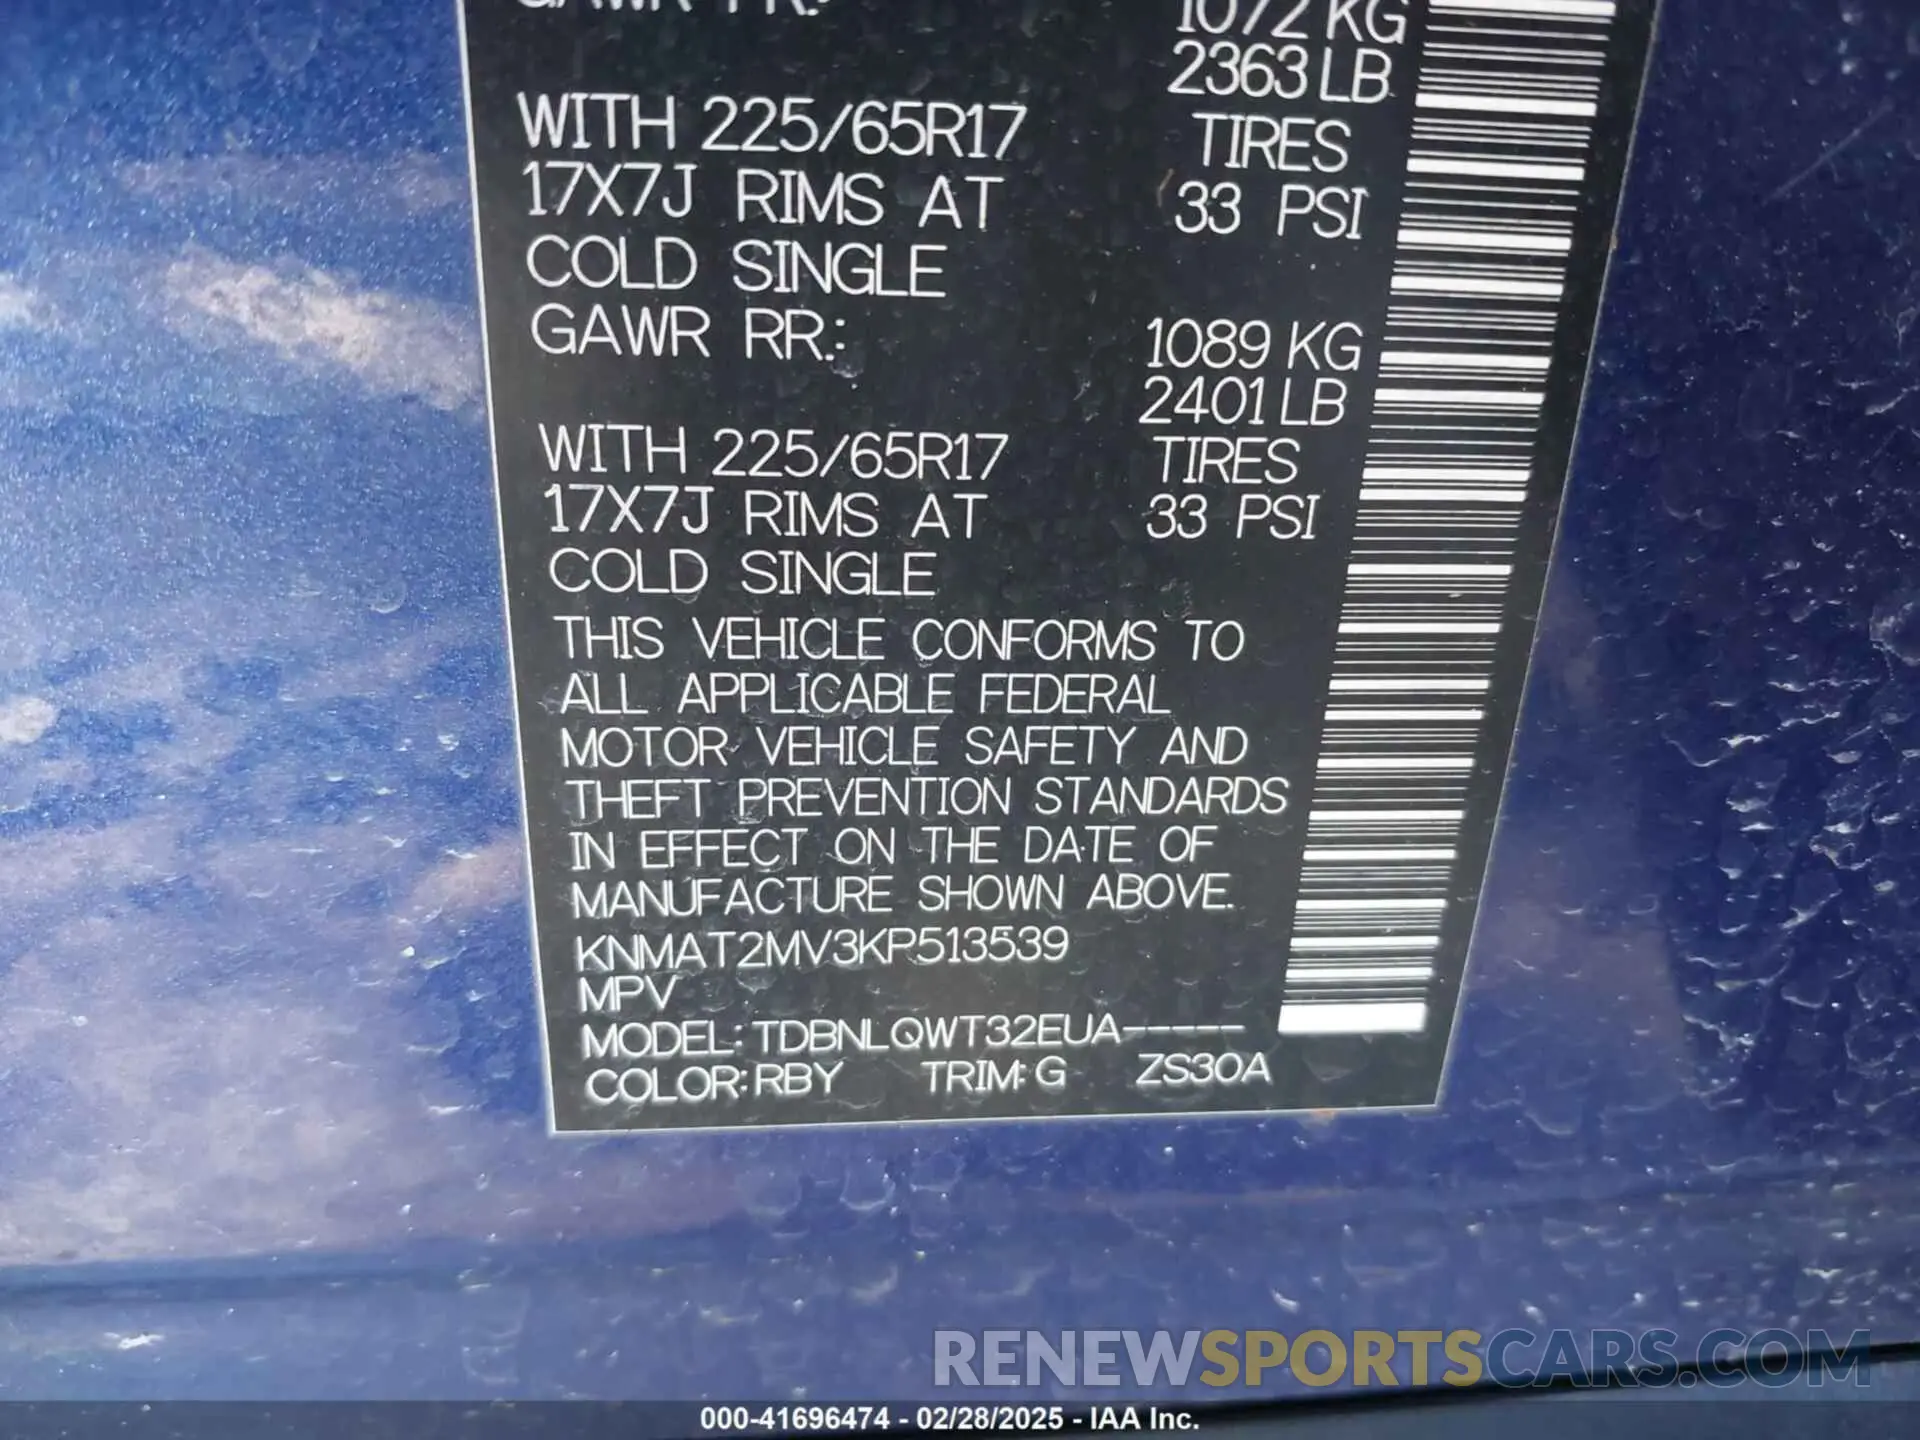 GAWR FR.: 1072 KG
2363 LB
WITH 225/65R17 TIRES
17X7J RIMS AT 33 PSI
COLD SINGLE
GAWR RR.: 1089 KG
2401 LB
WITH 225/65R17 TIRES
17X7J RIMS AT 33 PSI
COLD SINGLE
THIS VEHICLE CONFORMS TO
ALL APPLICABLE FEDERAL
MOTOR VEHICLE SAFETY AND
THEFT PREVENTION STANDARDS
IN EFFECT ON THE DATE OF
MANUFACTURE SHOWN ABOVE.
KNMAT2MV3KP513539
MPV
MODEL: TDBNLQWT32EUA-----
COLOR: RBY TRIM: G ZS30A
RENEWSPORTSCARS.COM
000-41696474 - 02/28/2025 - IAA Inc.